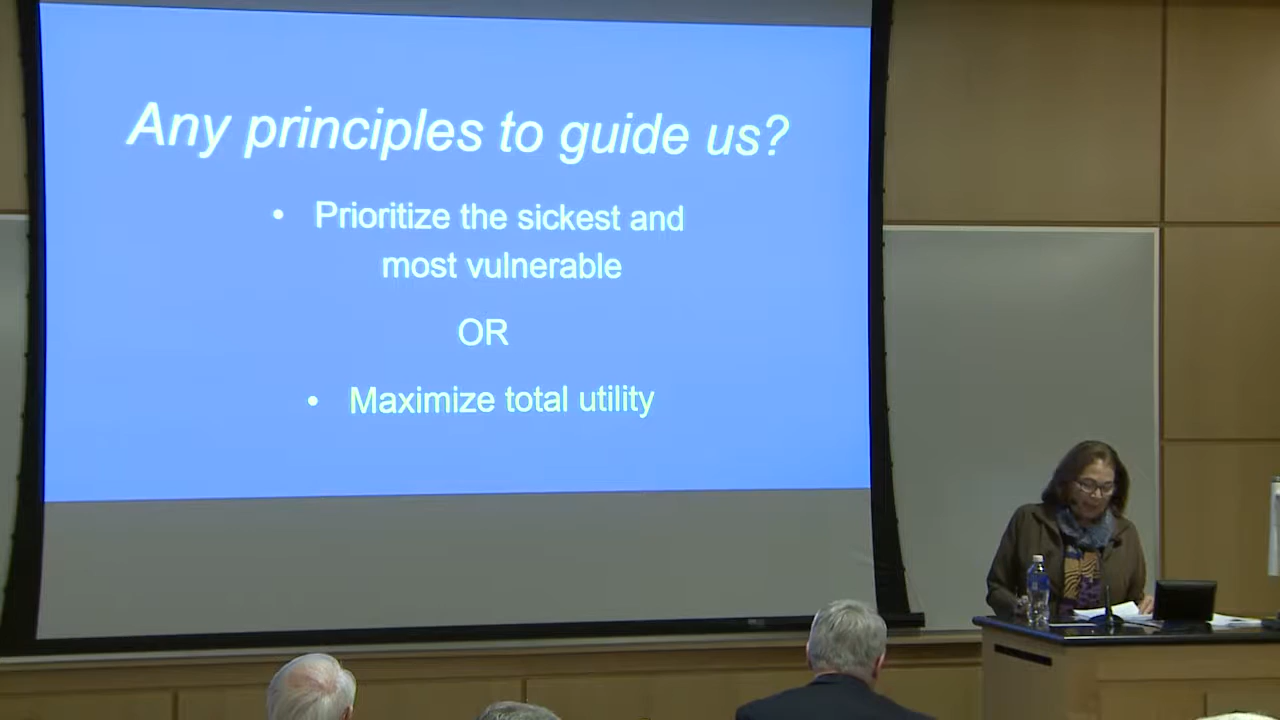 Any principles to guide us?
• Prioritize the sickest and
most vulnerable
OR
• Maximize total utility